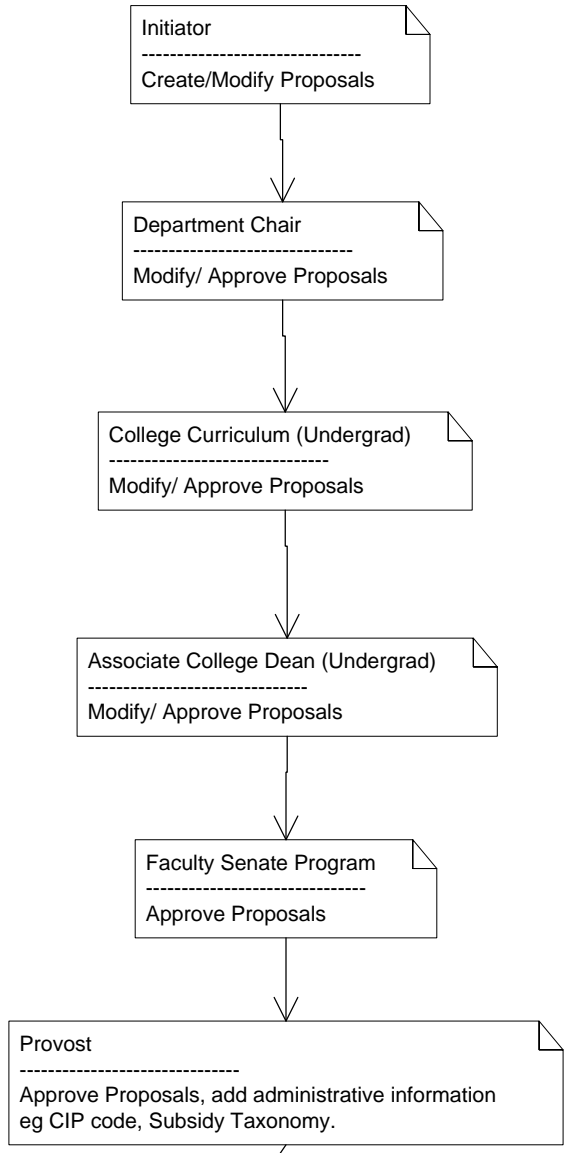 Initiator
-------------------------------
Create/Modify Proposals
Department Chair
-------------------------------
Modify/ Approve Proposals
College Curriculum (Undergrad)
-------------------------------
Modify/ Approve Proposals
Associate College Dean (Undergrad)
-------------------------------
Modify/ Approve Proposals
Faculty Senate Program
-------------------------------
Approve Proposals
Provost
-------------------------------
Approve Proposals, add administrative information
eg CIP code, Subsidy Taxonomy.